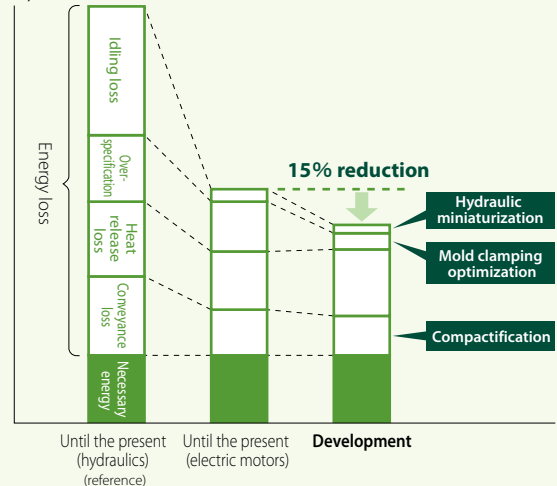 Energy loss
Idling loss
Over-
specification
Heat
release
loss
Conveyance
loss
Necessary
energy
15% reduction
Hydraulic
miniaturization
Mold clamping
optimization
Compactification
Until the present
(hydraulics)
(reference)
Until the present
(electric motors)
Development